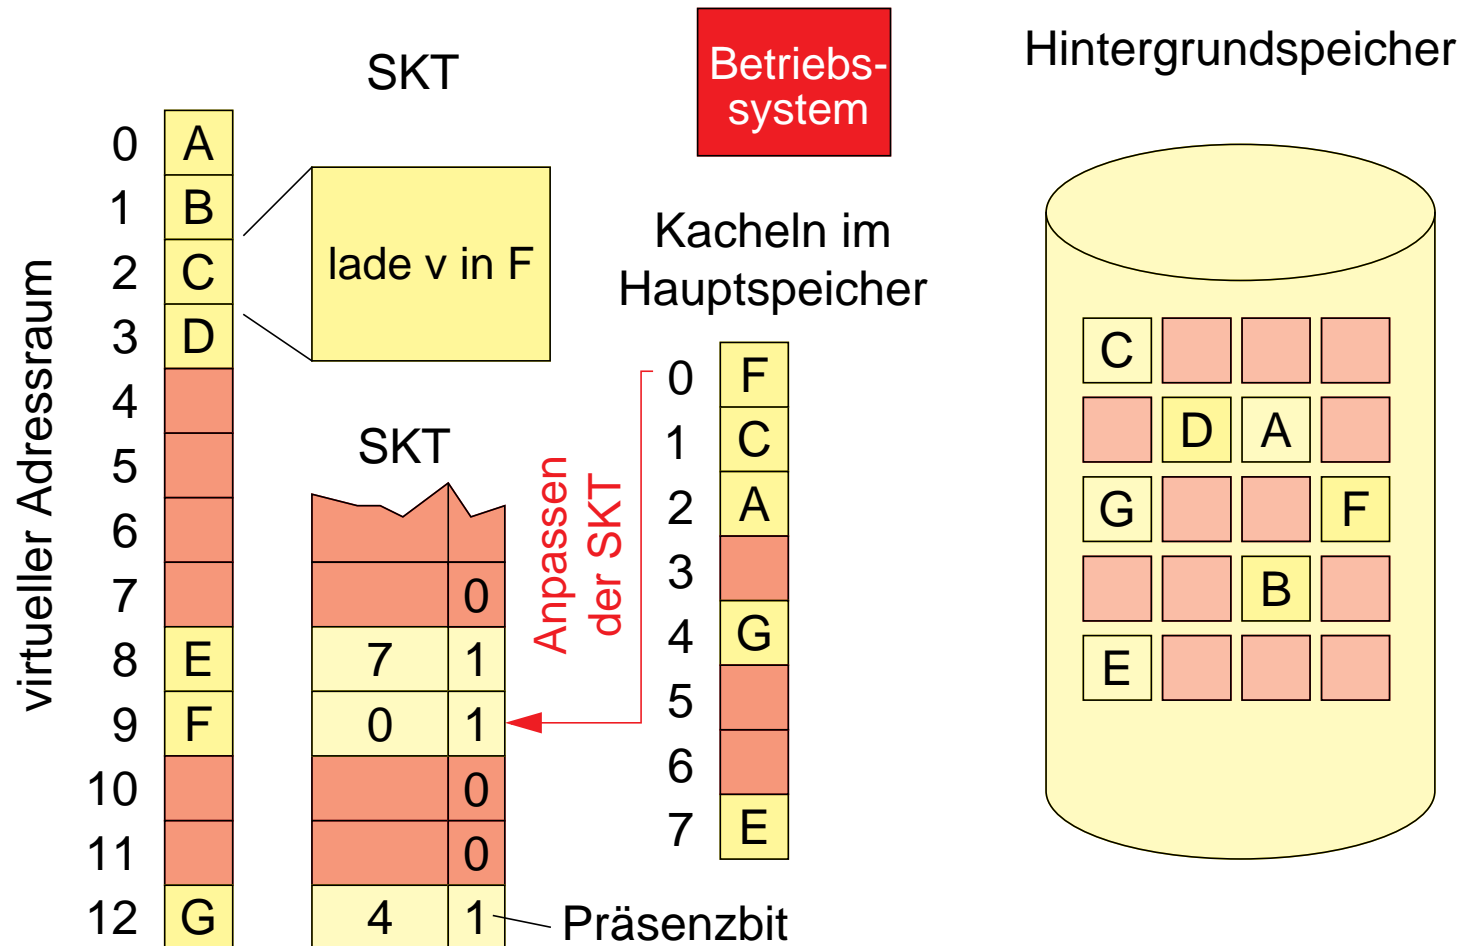 SKT
Betriebs-
system
Hintergrundspeicher
virtueller Adressraum
0 A
1 B
2 C
3 D
4
5
6
7
8 E
9 F
10
11
12 G
lade v in F
SKT
0
7 1
0 1
0
0
4 1
Präsenzbit
Anpassen
der SKT
Kacheln im
Hauptspeicher
0 F
1 C
2 A
3
4 G
5
6
7 E
C
D A
G F
B
E